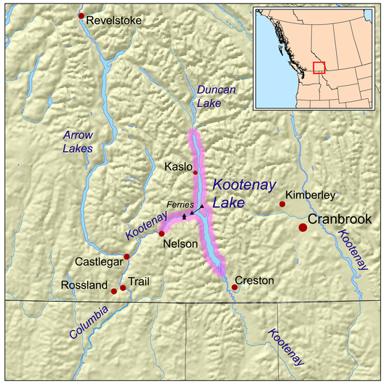 Revelstoke
Duncan
Lake
Arrow
Lakes
Kaslo
Kootenay
Lake
Kimberley
Ferries
Kootenay
Cranbrook
Nelson
Kootenay
Castlegar
Creston
Rossland
Trail
Columbia
Kootenay